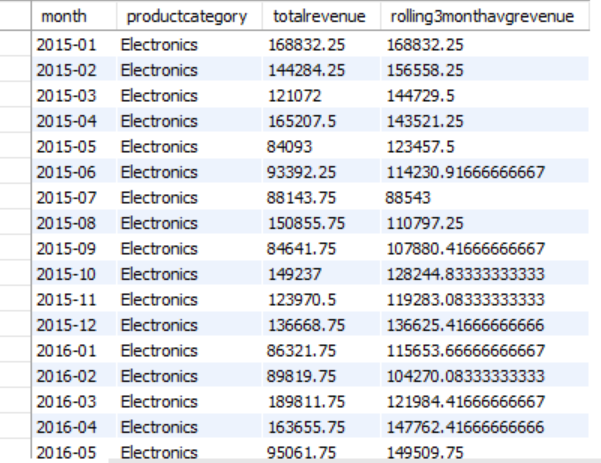 month productcategory totalrevenue rolling3monthavgrevenue
2015-01 Electronics 168832.25 168832.25
2015-02 Electronics 144284.25 156558.25
2015-03 Electronics 121072 144729.5
2015-04 Electronics 165207.5 143521.25
2015-05 Electronics 84093 123457.5
2015-06 Electronics 93392.25 114230.91666666667
2015-07 Electronics 88143.75 88543
2015-08 Electronics 150855.75 110797.25
2015-09 Electronics 84641.75 107880.41666666667
2015-10 Electronics 149237 128244.83333333333
2015-11 Electronics 123970.5 119283.08333333333
2015-12 Electronics 136668.75 136625.41666666666
2016-01 Electronics 86321.75 115653.66666666667
2016-02 Electronics 89819.75 104270.08333333333
2016-03 Electronics 189811.75 121984.41666666667
2016-04 Electronics 163655.75 147762.41666666666
2016-05 Electronics 95061.75 149509.75